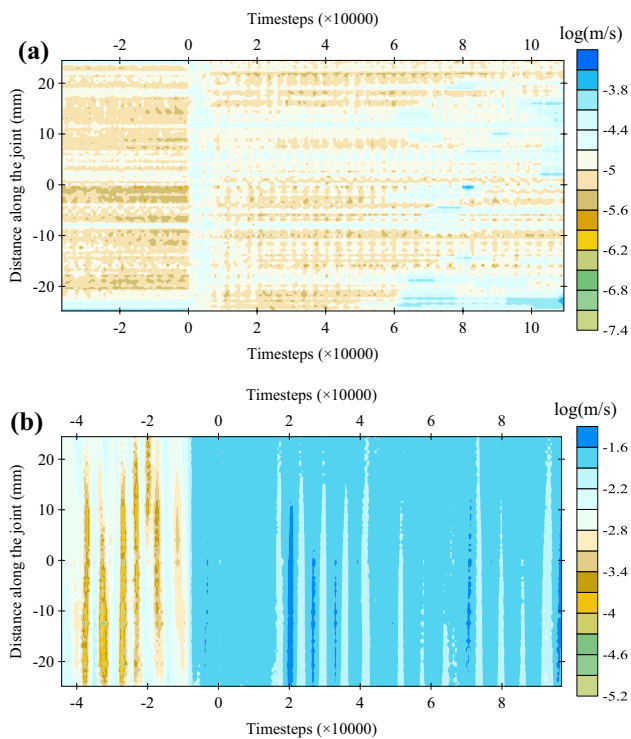 Timesteps (×10000)
log(m/s)
(a)
-2 0 2 4 6 8 10
Distance along the joint (mm)
20
10
0
-10
-20
-3.8
-4.4
-5
-5.6
-6.2
-6.8
-7.4
-2 0 2 4 6 8 10
Timesteps (×10000)
Timesteps (×10000)
log(m/s)
(b)
-4 -2 0 2 4 6 8
Distance along the joint (mm)
20
10
0
-10
-20
-1.6
-2.2
-2.8
-3.4
-4
-4.6
-5.2
-4 -2 0 2 4 6 8
Timesteps (×10000)